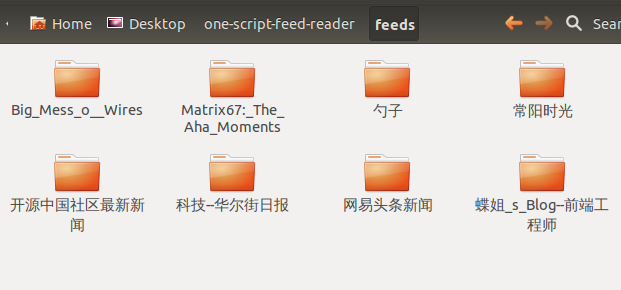 Home Desktop one-script-feed-reader feeds Sear
Big_Mess_o__Wires Matrix67:_The_ 勺子 常阳时光
Aha_Moments
开源中国社区最新新 科技--华尔街日报 网易头条新闻 蝶姐_s_Blog--前端工
闻 程师